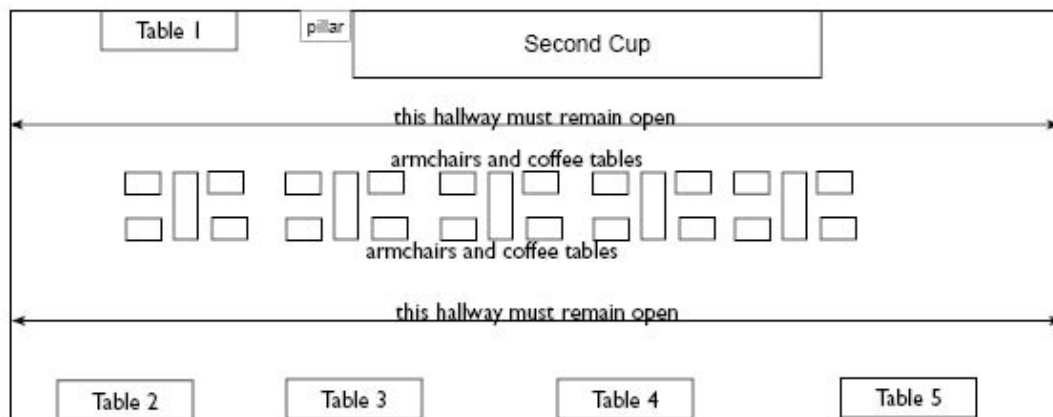 Table 1
pillar
Second Cup
this hallway must remain open
armchairs and coffee tables
armchairs and coffee tables
this hallway must remain open
Table 2
Table 3
Table 4
Table 5